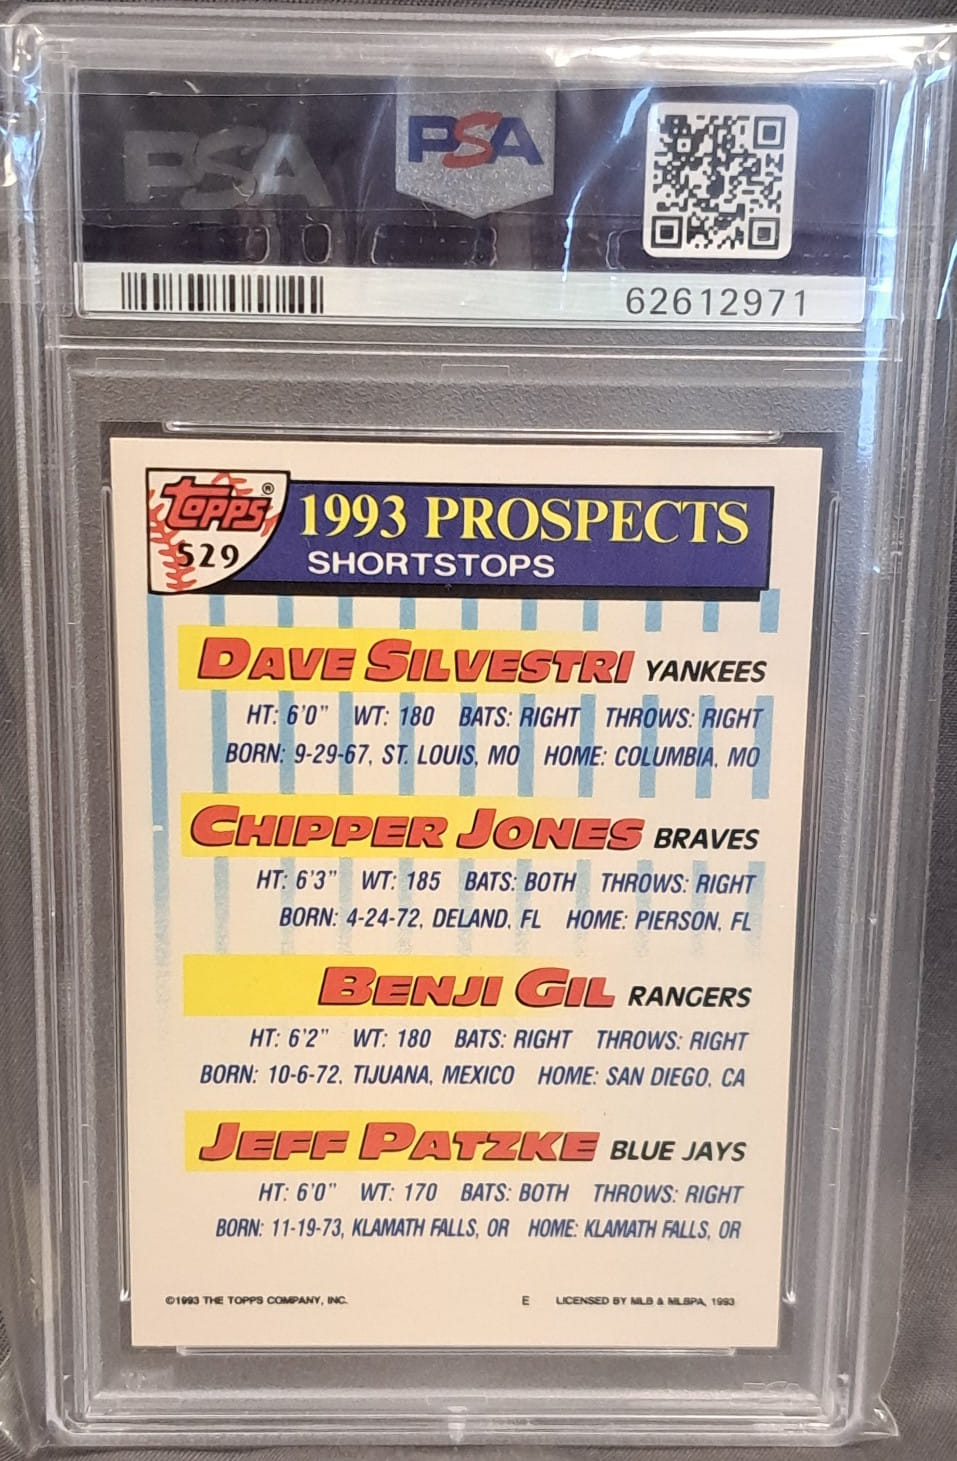 PSA
PSA
62612971
TOPPS®
529
1993 PROSPECTS
SHORTSTOPS
DAVE SILVESTRI YANKEES
HT: 6'0" WT: 180 BATS: RIGHT THROWS: RIGHT
BORN: 9-29-67, ST. LOUIS, MO HOME: COLUMBIA, MO
CHIPPER JONES BRAVES
HT: 6'3" WT: 185 BATS: BOTH THROWS: RIGHT
BORN: 4-24-72, DELAND, FL HOME: PIERSON, FL
BENJI GIL RANGERS
HT: 6'2" WT: 180 BATS: RIGHT THROWS: RIGHT
BORN: 10-6-72, TIJUANA, MEXICO HOME: SAN DIEGO, CA
JEFF PATZKE BLUE JAYS
HT: 6'0" WT: 170 BATS: BOTH THROWS: RIGHT
BORN: 11-19-73, KLAMATH FALLS, OR HOME: KLAMATH FALLS, OR
©1993 THE TOPPS COMPANY, INC. E LICENSED BY MLB & MLBPA, 1993